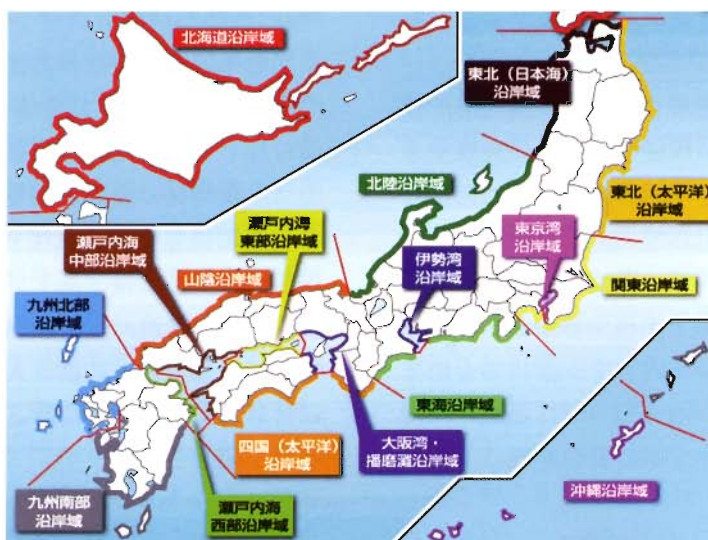 北海道沿岸域
東北（日本海）
沿岸域
北陸沿岸域
東北（太平洋）
沿岸域
瀬戸内海
東部沿岸域
東京湾
沿岸域
瀬戸内海
中部沿岸域
伊勢湾
沿岸域
山陰沿岸域
関東沿岸域
九州北部
沿岸域
東海沿岸域
四国（太平洋）
沿岸域
大阪湾・
播磨灘沿岸域
九州南部
沿岸域
瀬戸内海
西部沿岸域
沖縄沿岸域